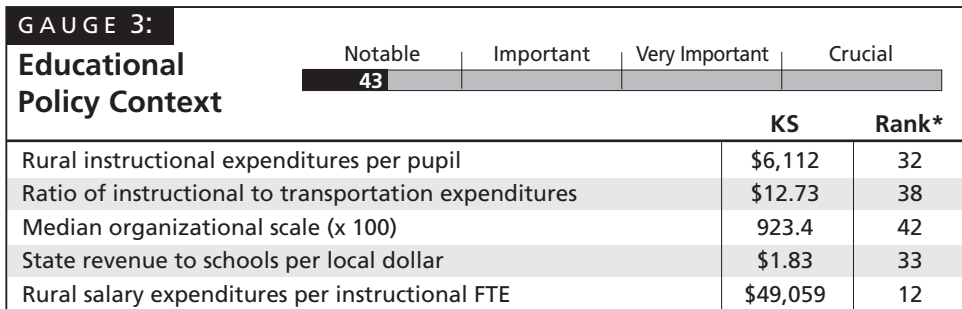 GAUGE 3:
Educational
Policy Context
Notable Important Very Important Crucial
43
KS Rank*
Rural instructional expenditures per pupil $6,112 32
Ratio of instructional to transportation expenditures $12.73 38
Median organizational scale (x 100) 923.4 42
State revenue to schools per local dollar $1.83 33
Rural salary expenditures per instructional FTE $49,059 12